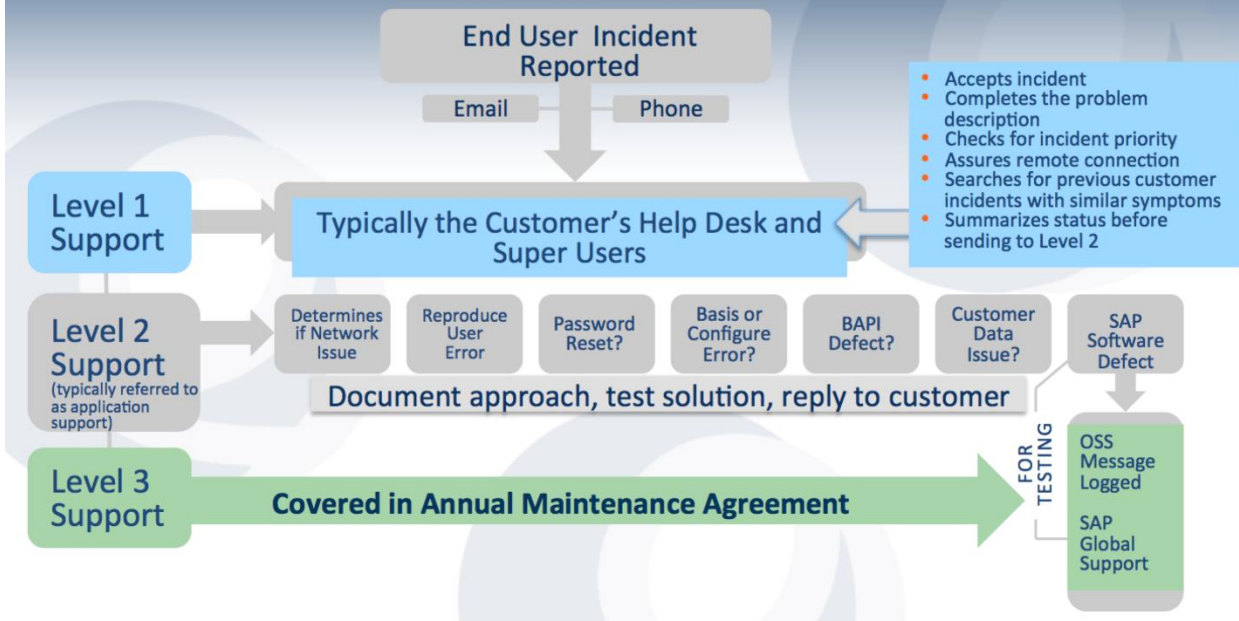 End User Incident
Reported
Email
Phone
• Accepts incident
• Completes the problem
description
• Checks for incident priority
• Assures remote connection
• Searches for previous customer
incidents with similar symptoms
• Summarizes status before
sending to Level 2
Level 1
Support
Typically the Customer's Help Desk and
Super Users
Level 2
Support
(typically referred to
as application
support)
Determines
if Network
Issue
Reproduce
User
Error
Password
Reset?
Basis or
Configure
Error?
BAPI
Defect?
Customer
Data
Issue?
SAP
Software
Defect
Document approach, test solution, reply to customer
Level 3
Support
Covered in Annual Maintenance Agreement
FOR
TESTING
OSS
Message
Logged
SAP
Global
Support